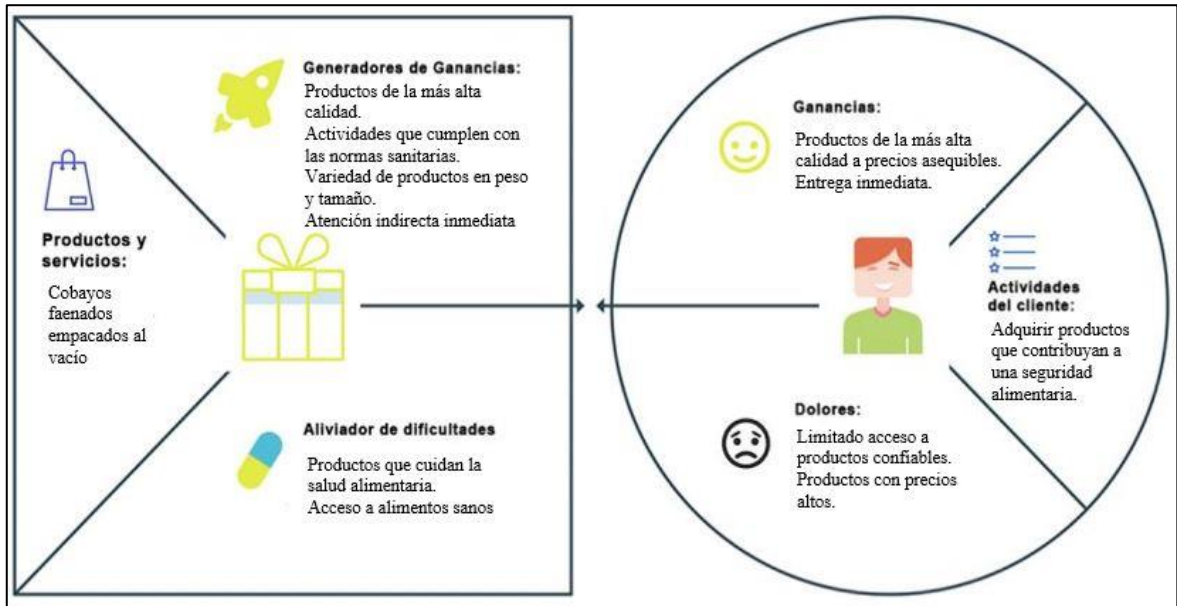 Generadores de Ganancias:
Productos de la más alta
calidad.
Actividades que cumplen con
las normas sanitarias.
Variedad de productos en peso
y tamaño.
Atención indirecta inmediata
Productos y
servicios:
Cobayos
faenados
empacados al
vacío
Aliviador de dificultades
Productos que cuidan la
salud alimentaria.
Acceso a alimentos sanos
Ganancias:
Productos de la más alta
calidad a precios asequibles.
Entrega inmediata.
Actividades
del cliente:
Adquirir productos
que contribuyan a
una seguridad
alimentaria.
Dolores:
Limitado acceso a
productos confiables.
Productos con precios
altos.